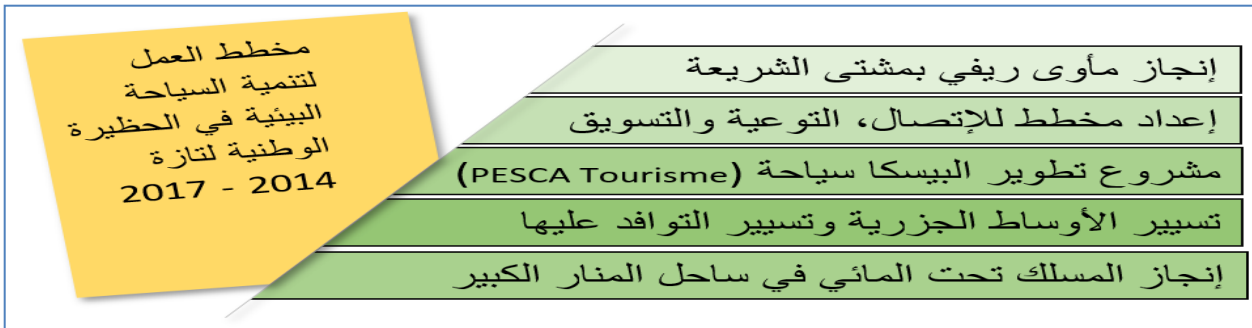 مخطط العمل
لتنمية السياحة
البيئية في الحظيرة
الوطنية لتازة
2014 - 2017
إنجاز مأوى ريفي بمشتى الشريعة
إعداد مخطط للإتصال، التوعية والتسويق
مشروع تطوير البيسكا سياحة (PESCA Tourisme)
تسيير الأوساط الجزرية وتسيير التوافد عليها
إنجاز المسلك تحت المائي في ساحل المنار الكبير